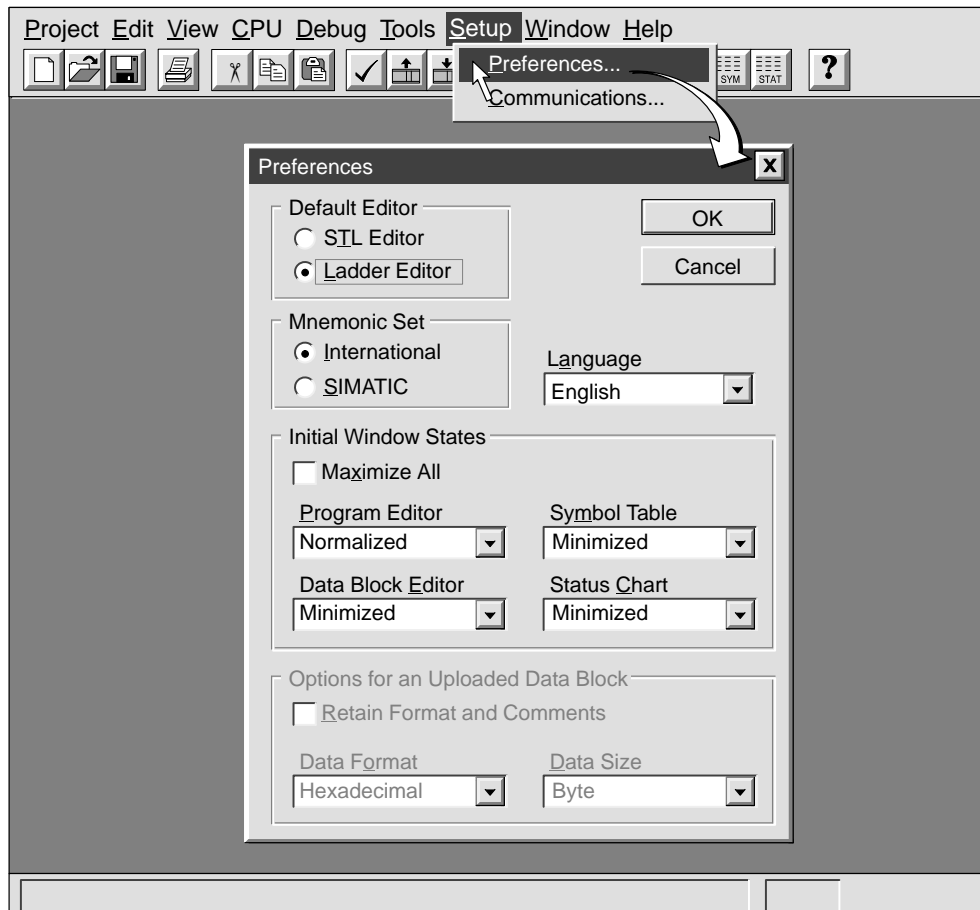 Project Edit View CPU Debug Tools Setup Window Help
SYM STAT ?
Preferences...
Communications...
Preferences X
Default Editor
STL Editor
Ladder Editor
OK
Cancel
Mnemonic Set
International
SIMATIC
Language
English
Initial Window States
Maximize All
Program Editor Symbol Table
Normalized Minimized
Data Block Editor Status Chart
Minimized Minimized
Options for an Uploaded Data Block
Retain Format and Comments
Data Format Data Size
Hexadecimal Byte